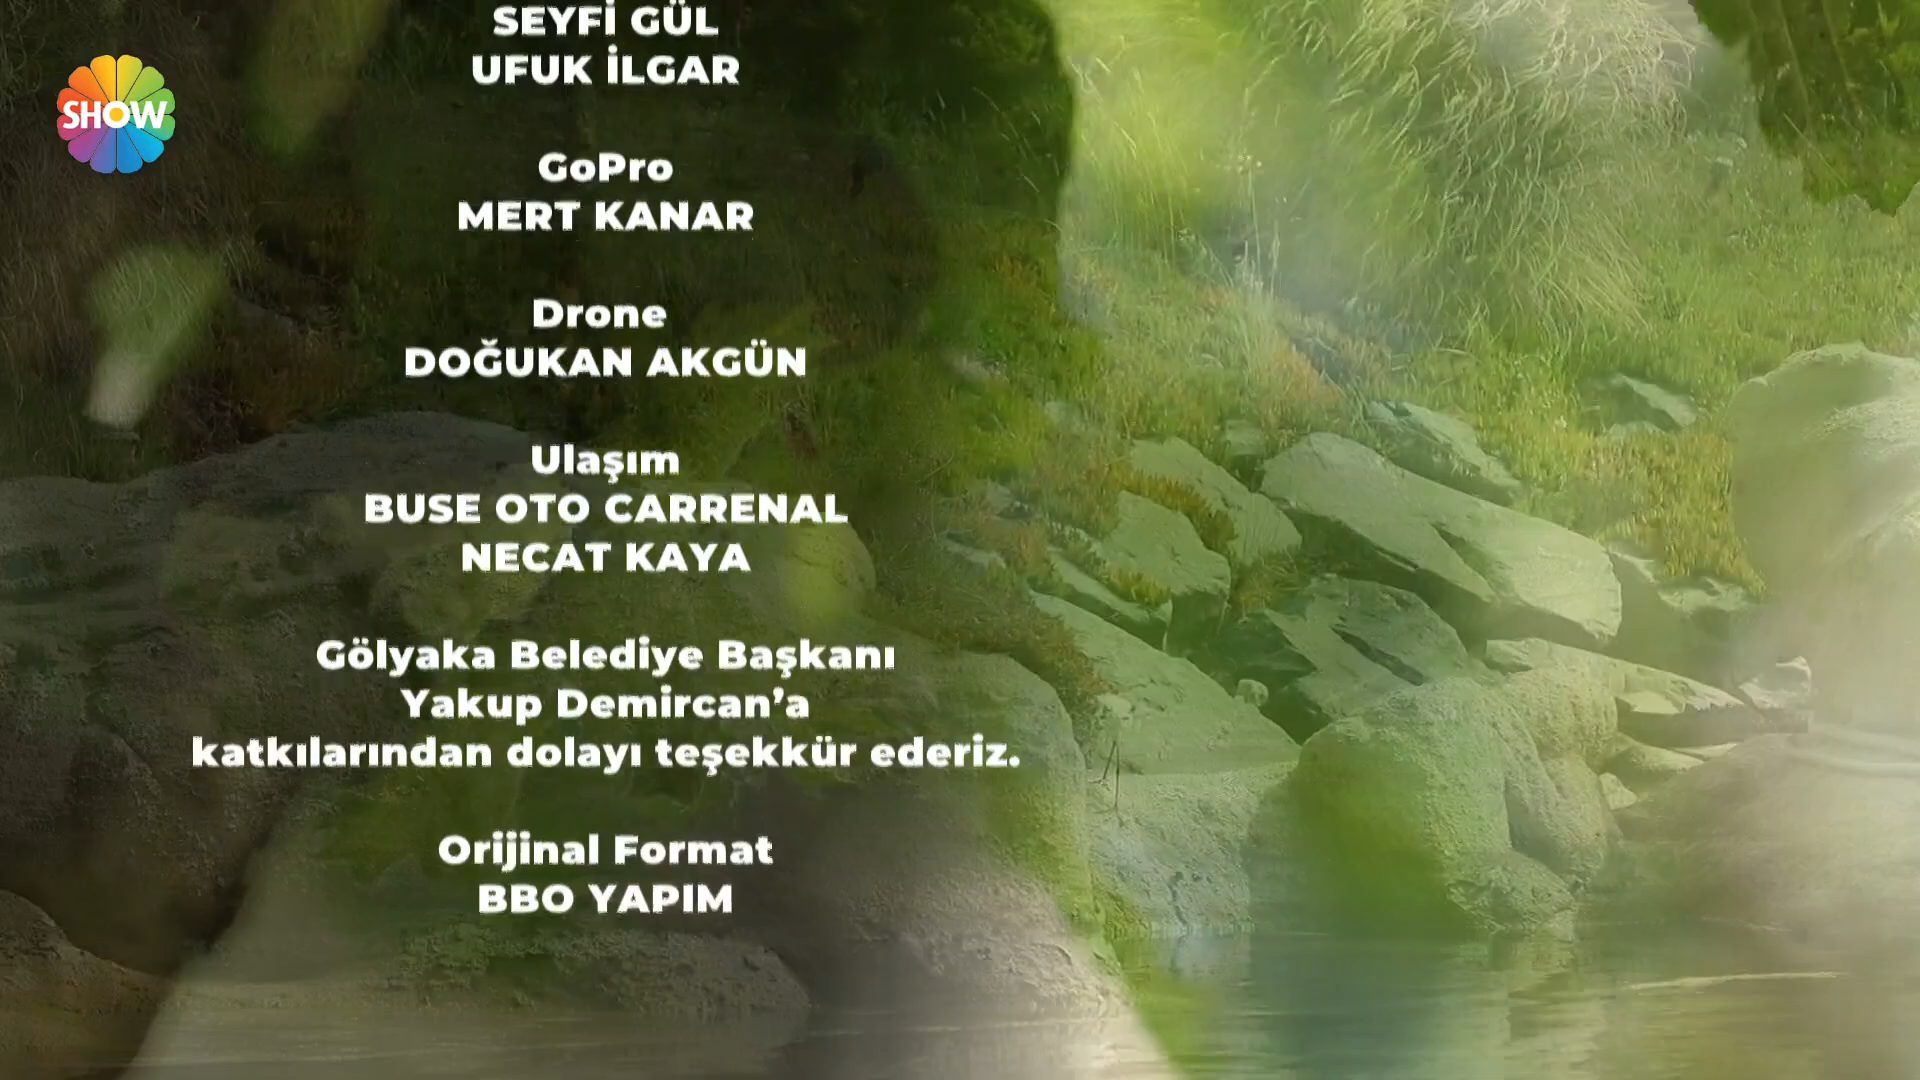 SEYFİ GÜL
UFUK İLGAR
SHOW
GoPro
MERT KANAR
Drone
DOĞUKAN AKGÜN
Ulaşım
BUSE OTO CARRENAL
NECAT KAYA
Gölyaka Belediye Başkanı
Yakup Demircan’a
katkılarından dolayı teşekkür ederiz.
Orijinal Format
BBO YAPIM